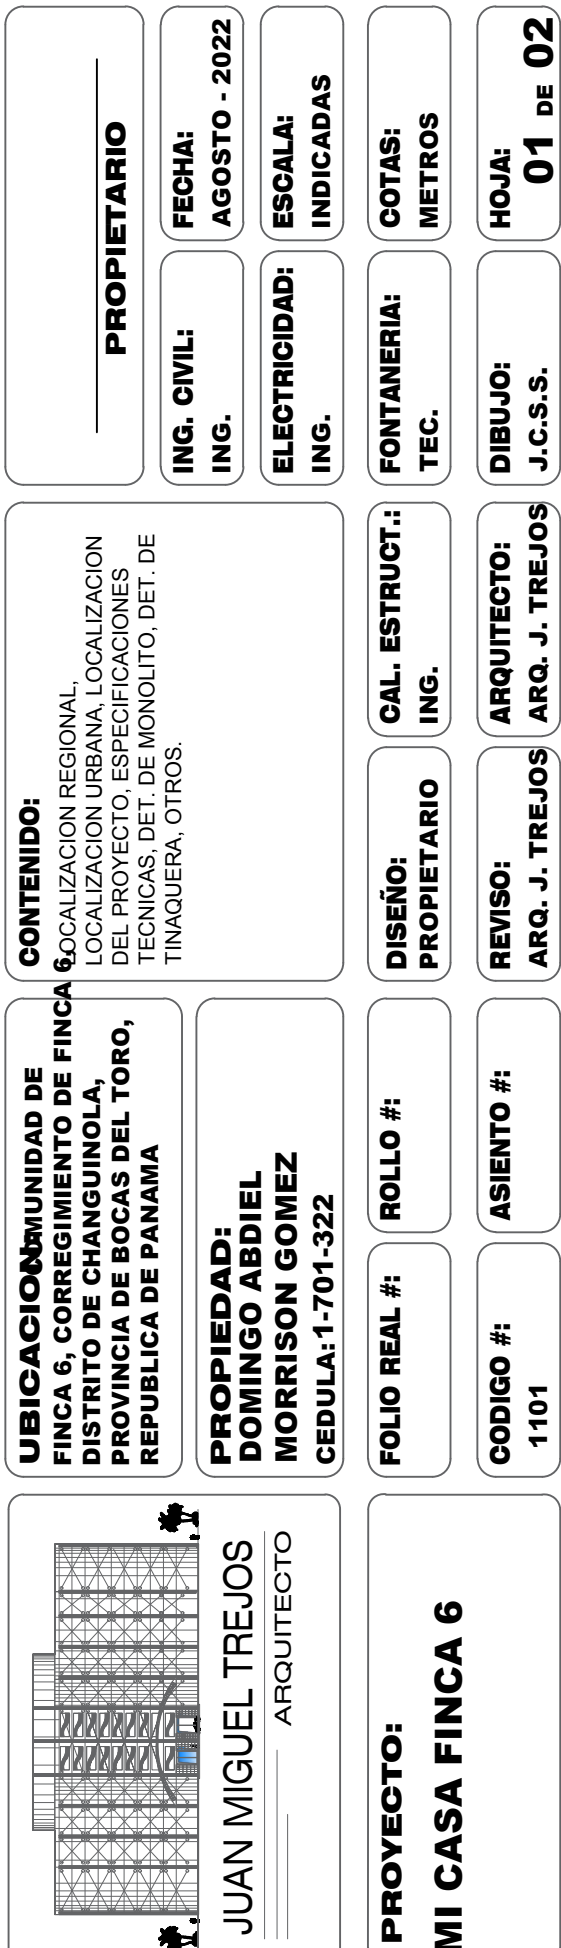 JUAN MIGUEL TREJOS
ARQUITECTO
PROYECTO:
MI CASA FINCA 6
UBICACION:
COMUNIDAD DE
FINCA 6, CORREGIMIENTO DE FINCA 6,
DISTRITO DE CHANGUINOLA,
PROVINCIA DE BOCAS DEL TORO,
REPUBLICA DE PANAMA
PROPIEDAD:
DOMINGO ABDIEL
MORRISON GOMEZ
CEDULA:1-701-322
FOLIO REAL #:
ROLLO #:
CODIGO #:
1101
ASIENTO #:
CONTENIDO:
LOCALIZACION REGIONAL,
LOCALIZACION URBANA, LOCALIZACION
DEL PROYECTO, ESPECIFICACIONES
TECNICAS, DET. DE MONOLITO, DET. DE
TINAQUERA, OTROS.
DISEÑO:
PROPIETARIO
CAL. ESTRUCT.:
ING.
REVISO:
ARQ. J. TREJOS
ARQUITECTO:
ARQ. J. TREJOS
PROPIETARIO
ING. CIVIL:
ING.
FECHA:
AGOSTO - 2022
ELECTRICIDAD:
ING.
ESCALA:
INDICADAS
FONTANERIA:
TEC.
COTAS:
METROS
DIBUJO:
J.C.S.S.
HOJA:
01 DE 02